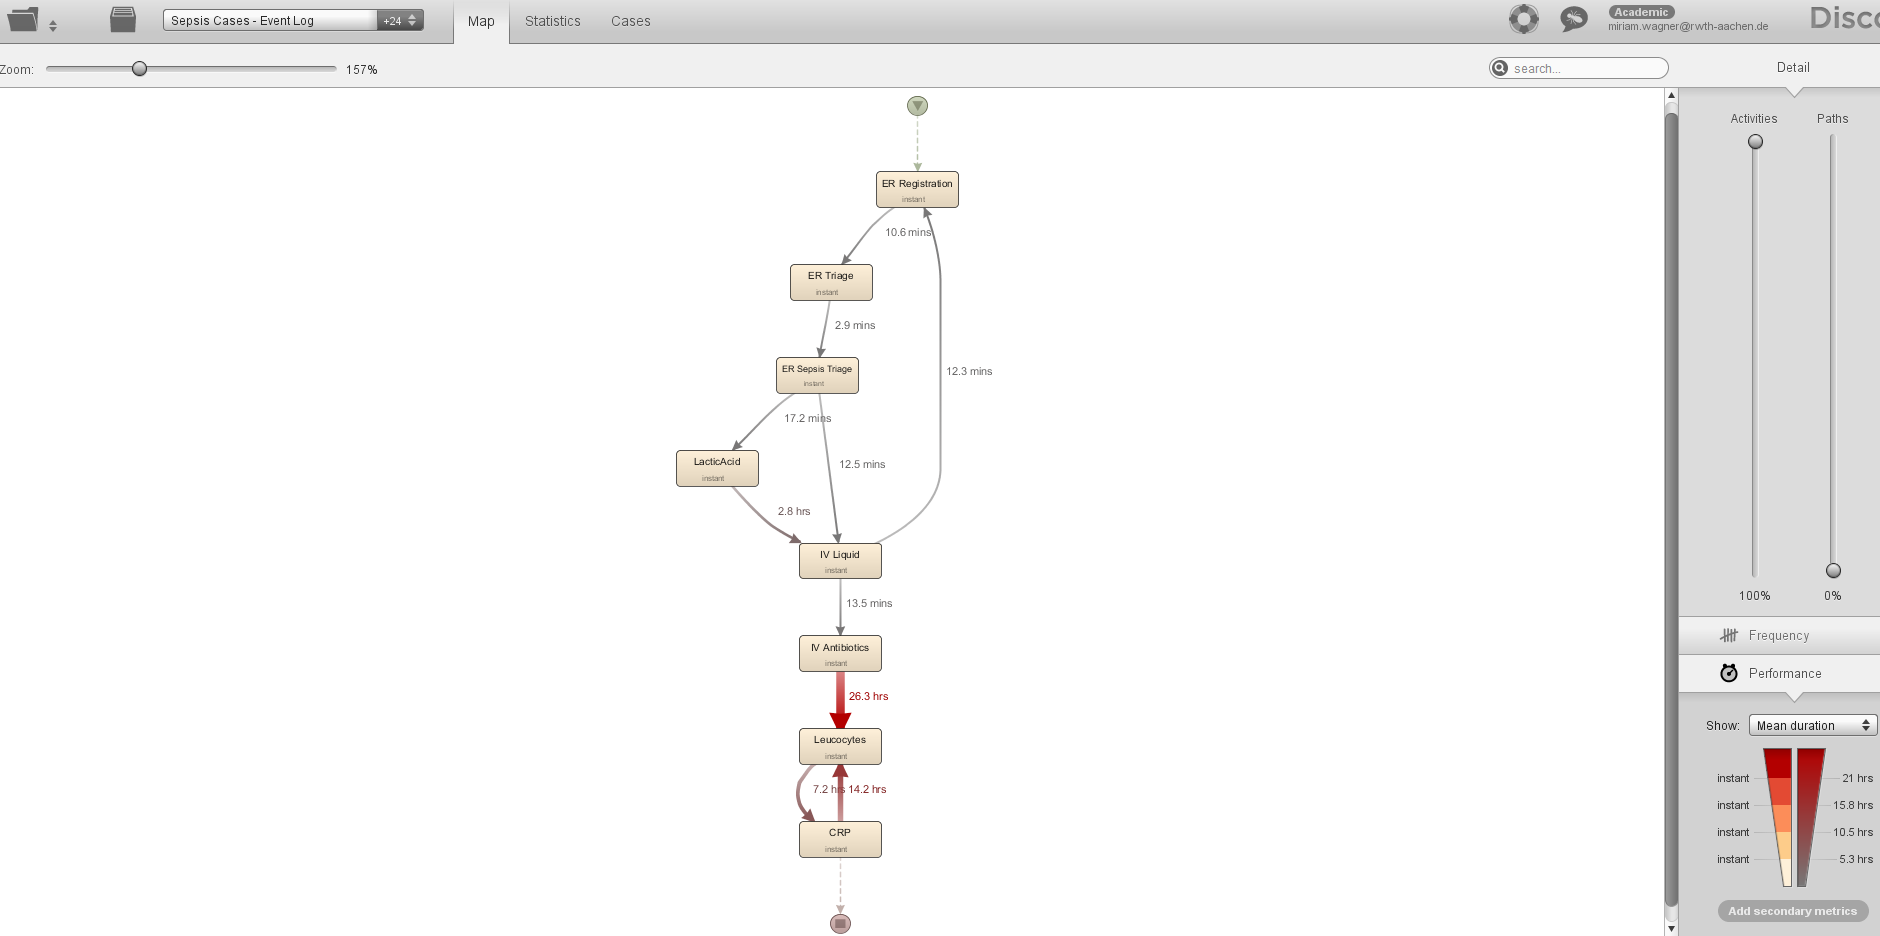 Sepsis Cases - Event Log
+24
Map
Statistics
Cases
Academic
miriam.wagner@rwth-aachen.de
Disc
Zoom:
157%
search...
Detail
Activities
Paths
ER Registration
instant
10.6 mins
ER Triage
instant
2.9 mins
ER Sepsis Triage
instant
12.3 mins
17.2 mins
LacticAcid
instant
12.5 mins
2.8 hrs
IV Liquid
instant
13.5 mins
100%
0%
IV Antibiotics
instant
Frequency
Performance
26.3 hrs
Show:
Mean duration
Leucocytes
instant
7.2 hrs
14.2 hrs
CRP
instant
instant
21 hrs
instant
15.8 hrs
instant
10.5 hrs
instant
5.3 hrs
Add secondary metrics